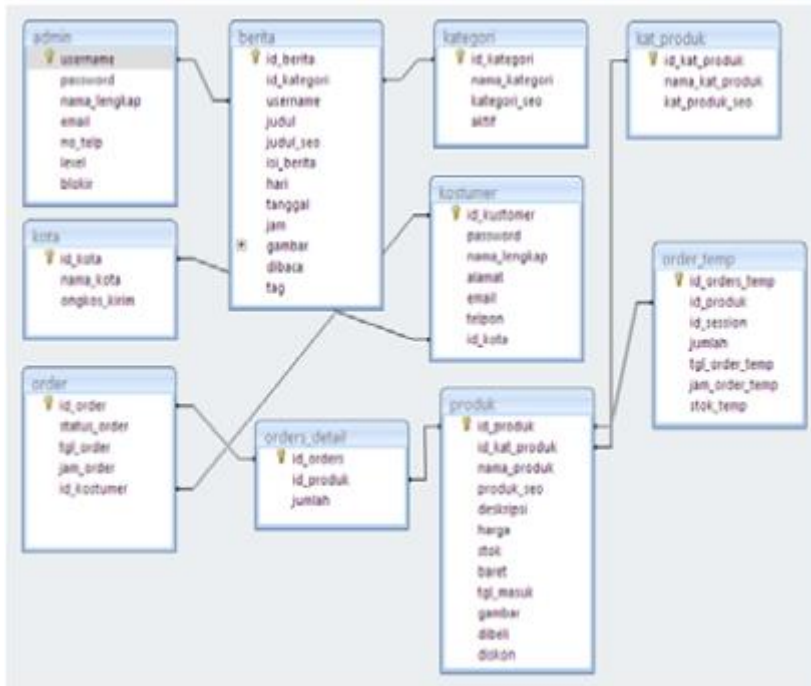 admin
username
password
nama_lengkap
email
no_telp
level
blokir
berita
id_berita
id_kategori
username
judul
judul_seo
isi_berita
hari
tanggal
jam
gambar
dibaca
tag
kategori
id_kategori
nama_kategori
kategori_seo
aktif
kat_produk
id_kat_produk
nama_kat_produk
kat_produk_seo
kota
id_kota
nama_kota
ongkos_kirim
kostumer
id_kustomer
password
nama_lengkap
alamat
email
telpon
id_kota
order_temp
id_orders_temp
id_produk
id_session
jumlah
tgl_order_temp
jam_order_temp
stok_temp
order
id_order
status_order
tgl_order
jam_order
id_kostumer
orders_detail
id_orders
id_produk
jumlah
produk
id_produk
id_kat_produk
nama_produk
produk_seo
deskripsi
harga
stok
baret
tgl_masuk
gambar
dibeli
diskon